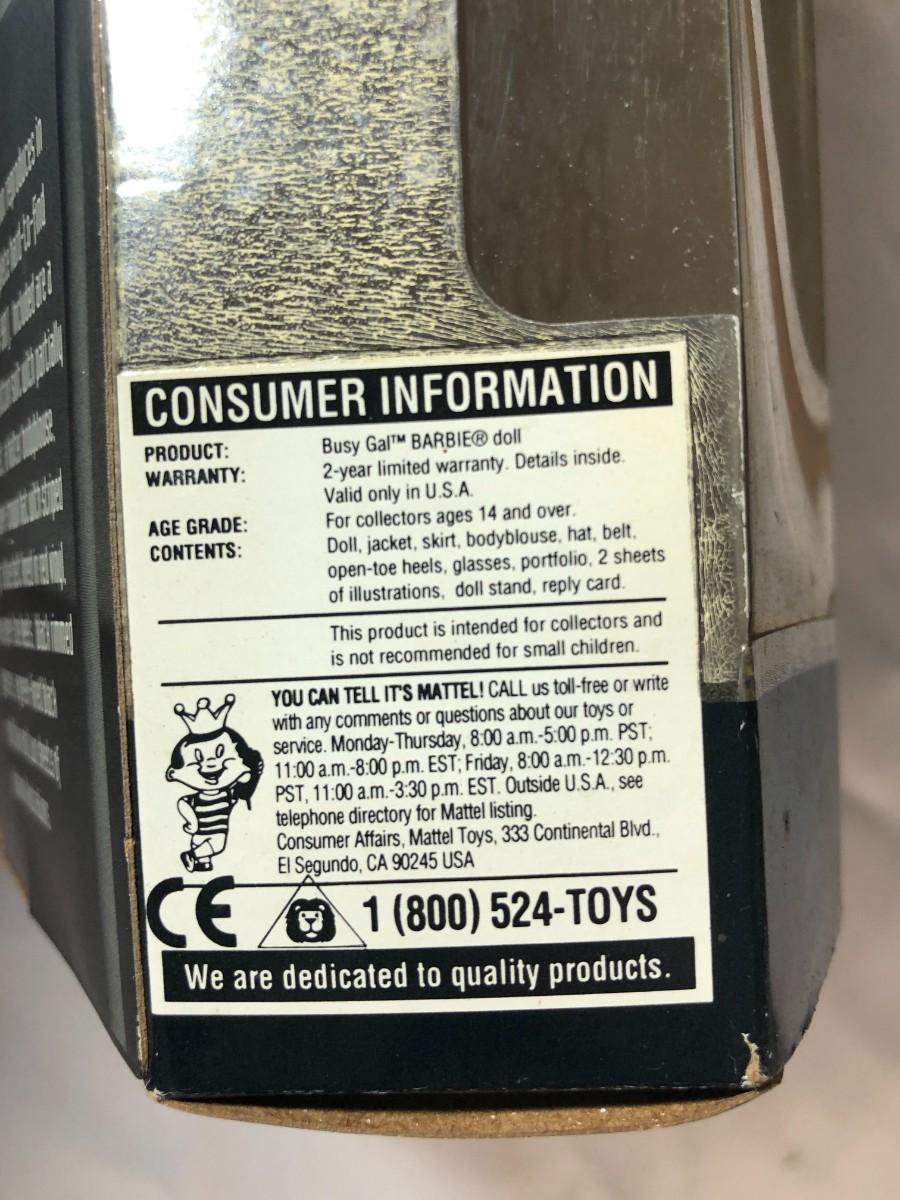 CONSUMER INFORMATION
PRODUCT: Busy Gal™ BARBIE® doll
WARRANTY: 2-year limited warranty. Details inside.
Valid only in U.S.A.
AGE GRADE: For collectors ages 14 and over.
CONTENTS: Doll, jacket, skirt, bodyblouse, hat, belt,
open-toe heels, glasses, portfolio, 2 sheets
of illustrations, doll stand, reply card.
This product is intended for collectors and
is not recommended for small children.
YOU CAN TELL IT'S MATTEL! CALL us toll-free or write
with any comments or questions about our toys or
service. Monday-Thursday, 8:00 a.m.-5:00 p.m. PST;
11:00 a.m.-8:00 p.m. EST; Friday, 8:00 a.m.-12:30 p.m.
PST, 11:00 a.m.-3:30 p.m. EST. Outside U.S.A., see
telephone directory for Mattel listing.
Consumer Affairs, Mattel Toys, 333 Continental Blvd.,
El Segundo, CA 90245 USA
CE 1 (800) 524-TOYS
We are dedicated to quality products.